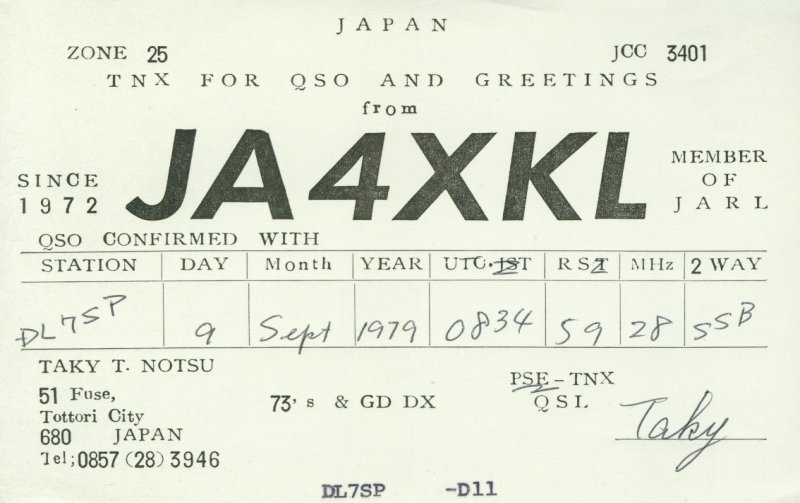 JAPAN
ZONE 25 JCC 3401
TNX FOR QSO AND GREETINGS
from
SINCE 1972 JA4XKL MEMBER OF JARL
QSO CONFIRMED WITH
STATION DAY Month YEAR UTC·JST RST MHz 2 WAY
DL7SP 9 Sept 1979 0834 59 28 SSB
TAKY T. NOTSU
51 Fuse,
Tottori City
680 JAPAN
Tel;0857 (28) 3946
73's & GD DX
PSE-TNX
QSL
Taky
DL7SP -D11